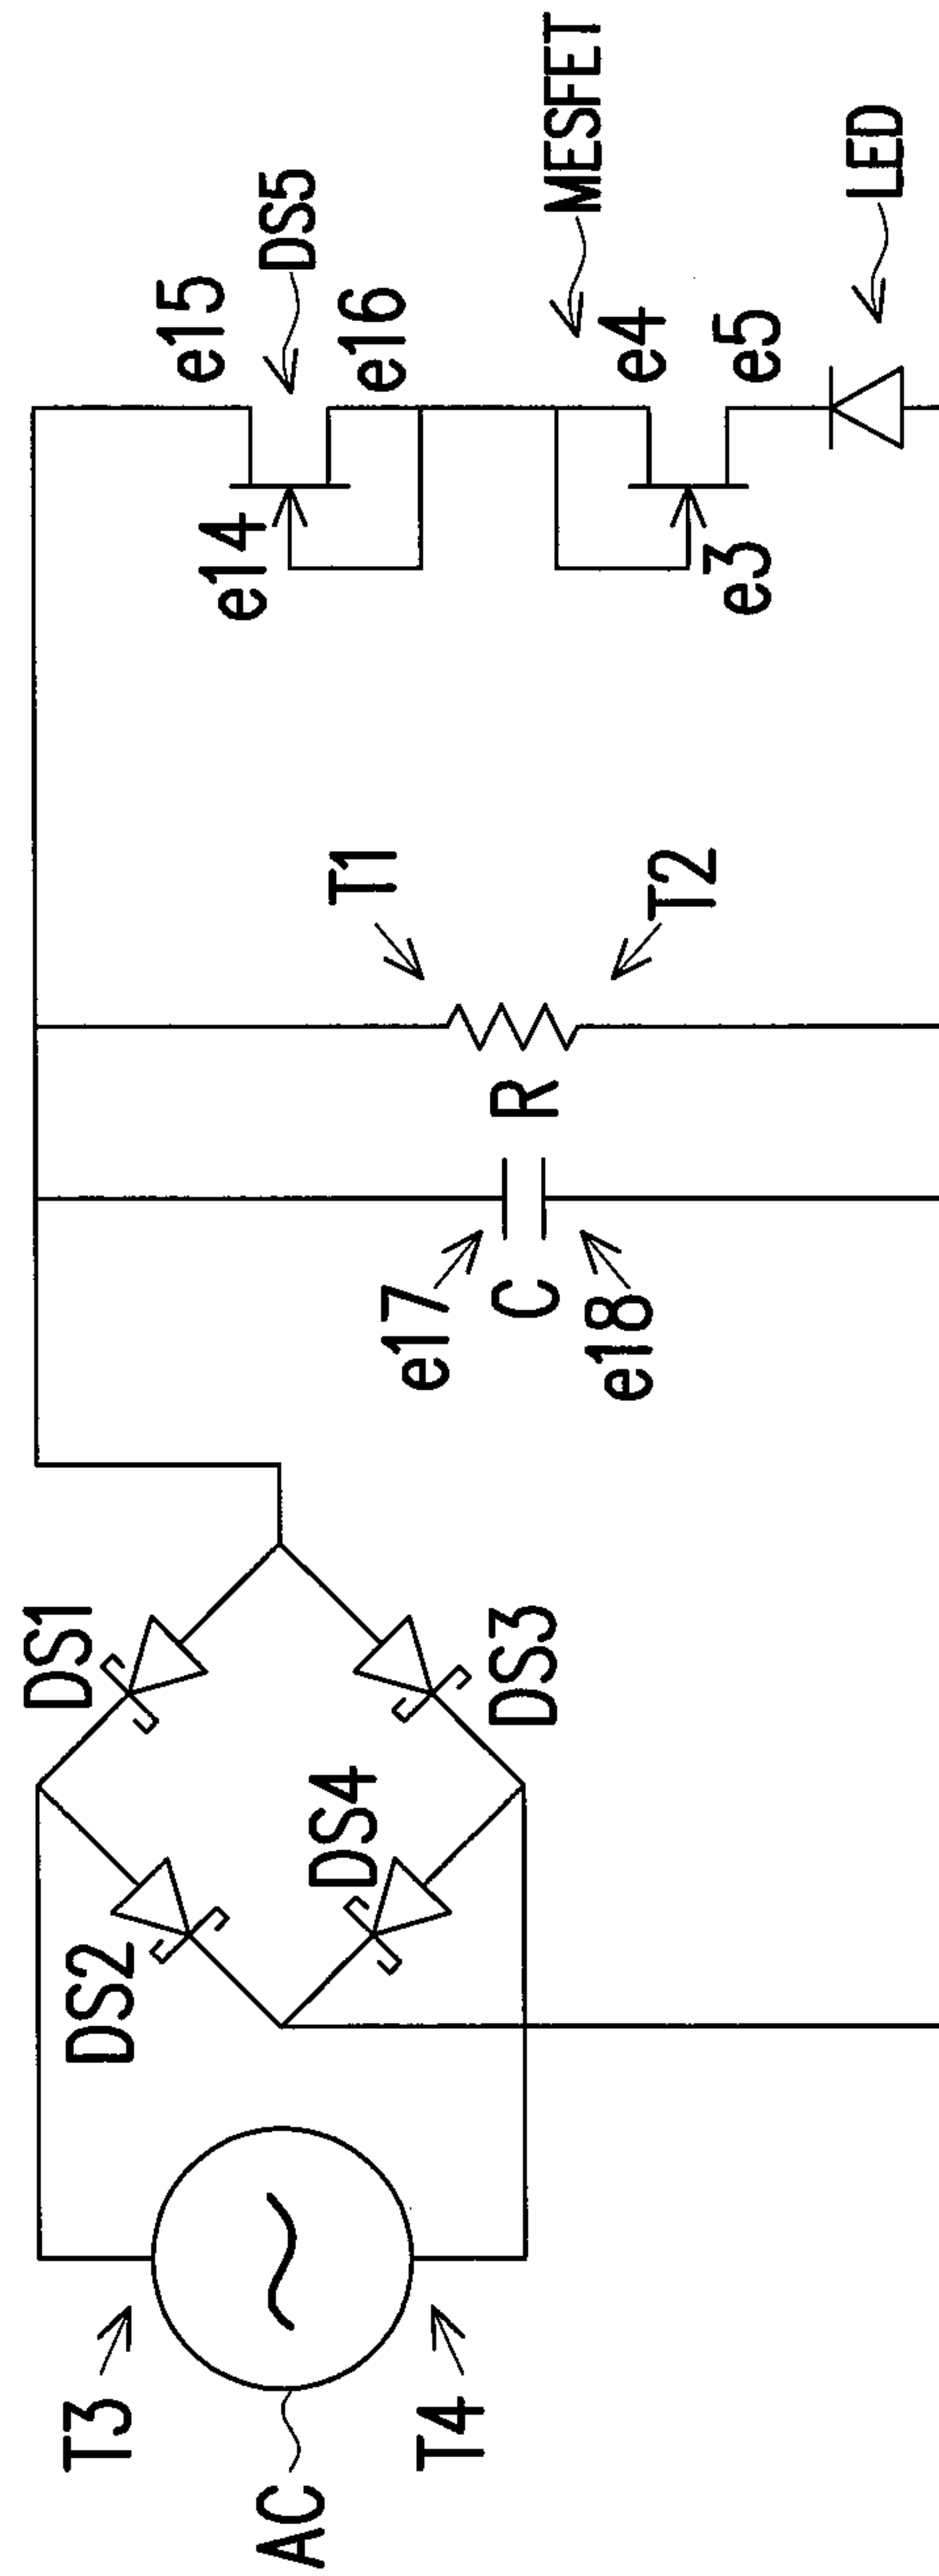 AC
T3
T4
DS1
DS2
DS3
DS4
e17
C
e18
R
T1
T2
e14
e15
e16
DS5
MESFET
e3
e4
e5
LED